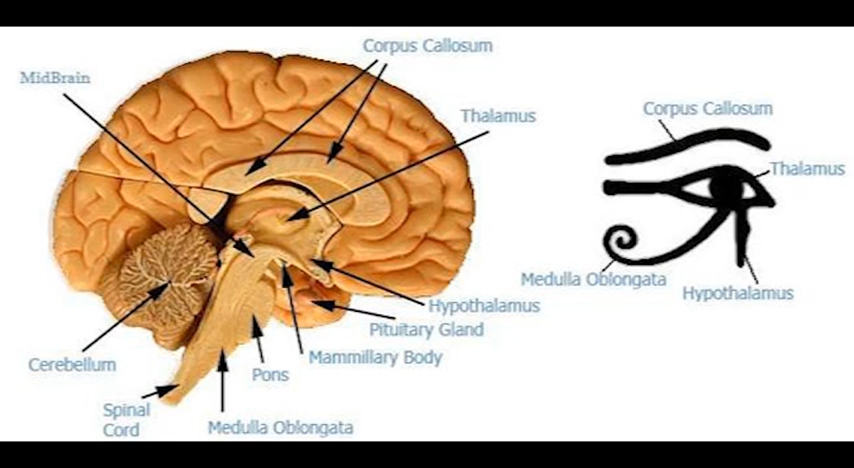 Corpus Callosum
MidBrain
Thalamus
Hypothalamus
Pituitary Gland
Mammillary Body
Pons
Cerebellum
Spinal
Cord
Medulla Oblongata
Corpus Callosum
Thalamus
Medulla Oblongata
Hypothalamus